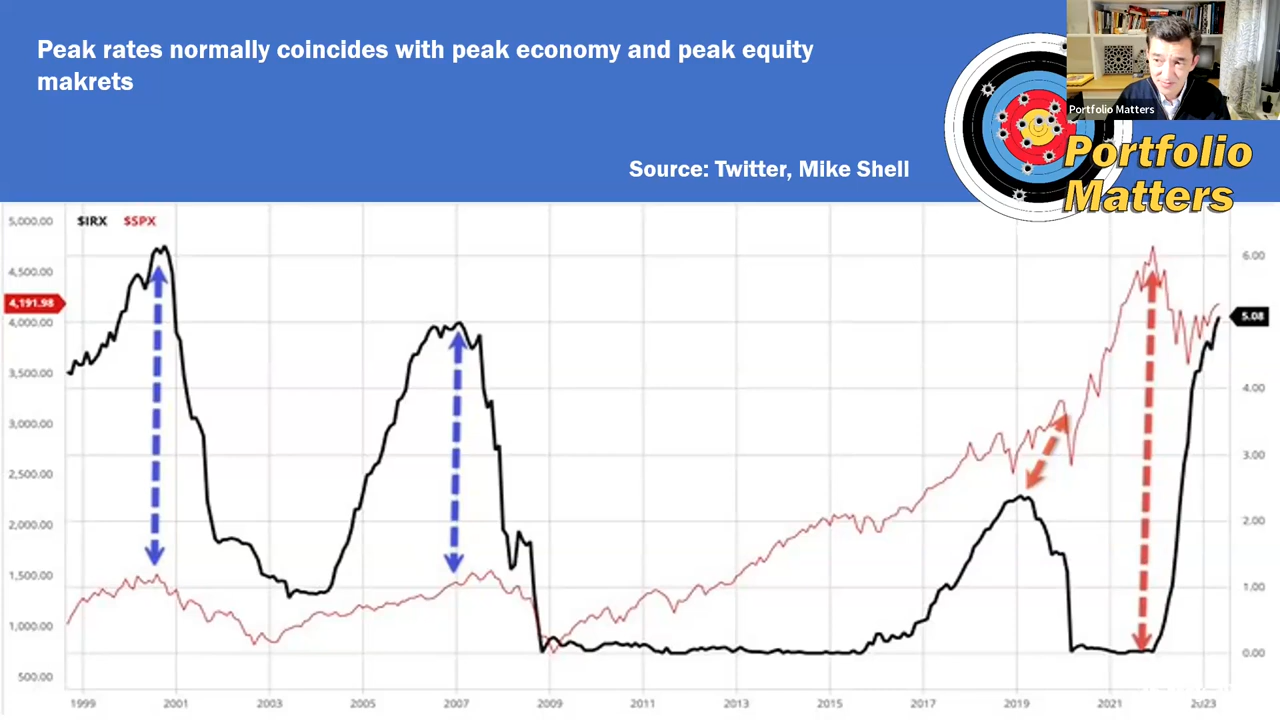 Peak rates normally coincides with peak economy and peak equity
makrets
Portfolio Matters
Source: Twitter, Mike Shell
Portfolio
Matters
$IRX $SPX
5,000.00
4,500.00
4,191.98
4,000.00
3,500.00
3,000.00
2,500.00
2,000.00
1,500.00
1,000.00
500.00
6.00
5.08
4.00
3.00
2.00
1.00
0.00
1999 2001 2003 2005 2007 2009 2011 2013 2015 2017 2019 2021 2023